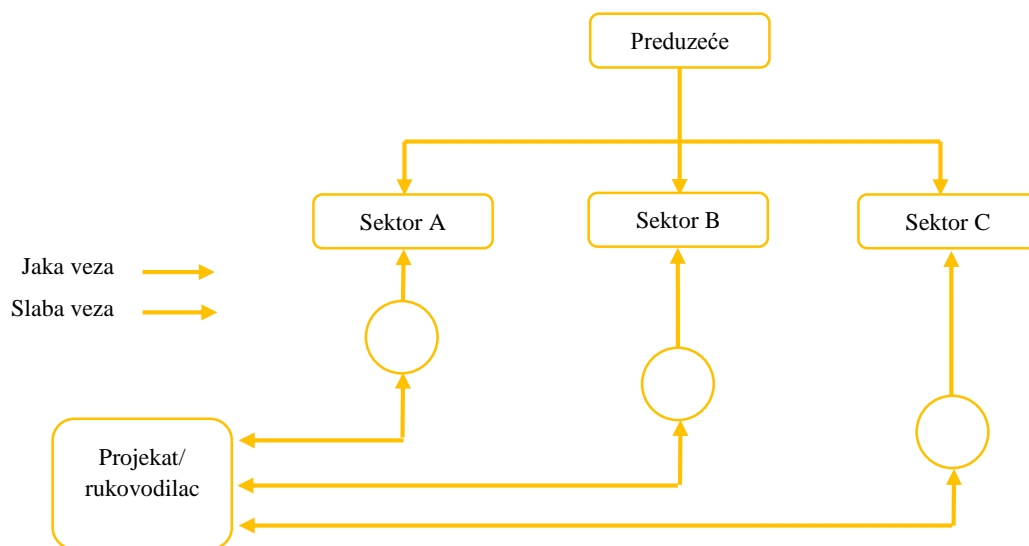 Preduzeće
Sektor A
Sektor B
Sektor C
Jaka veza
Slaba veza
Projekat/
rukovodilac